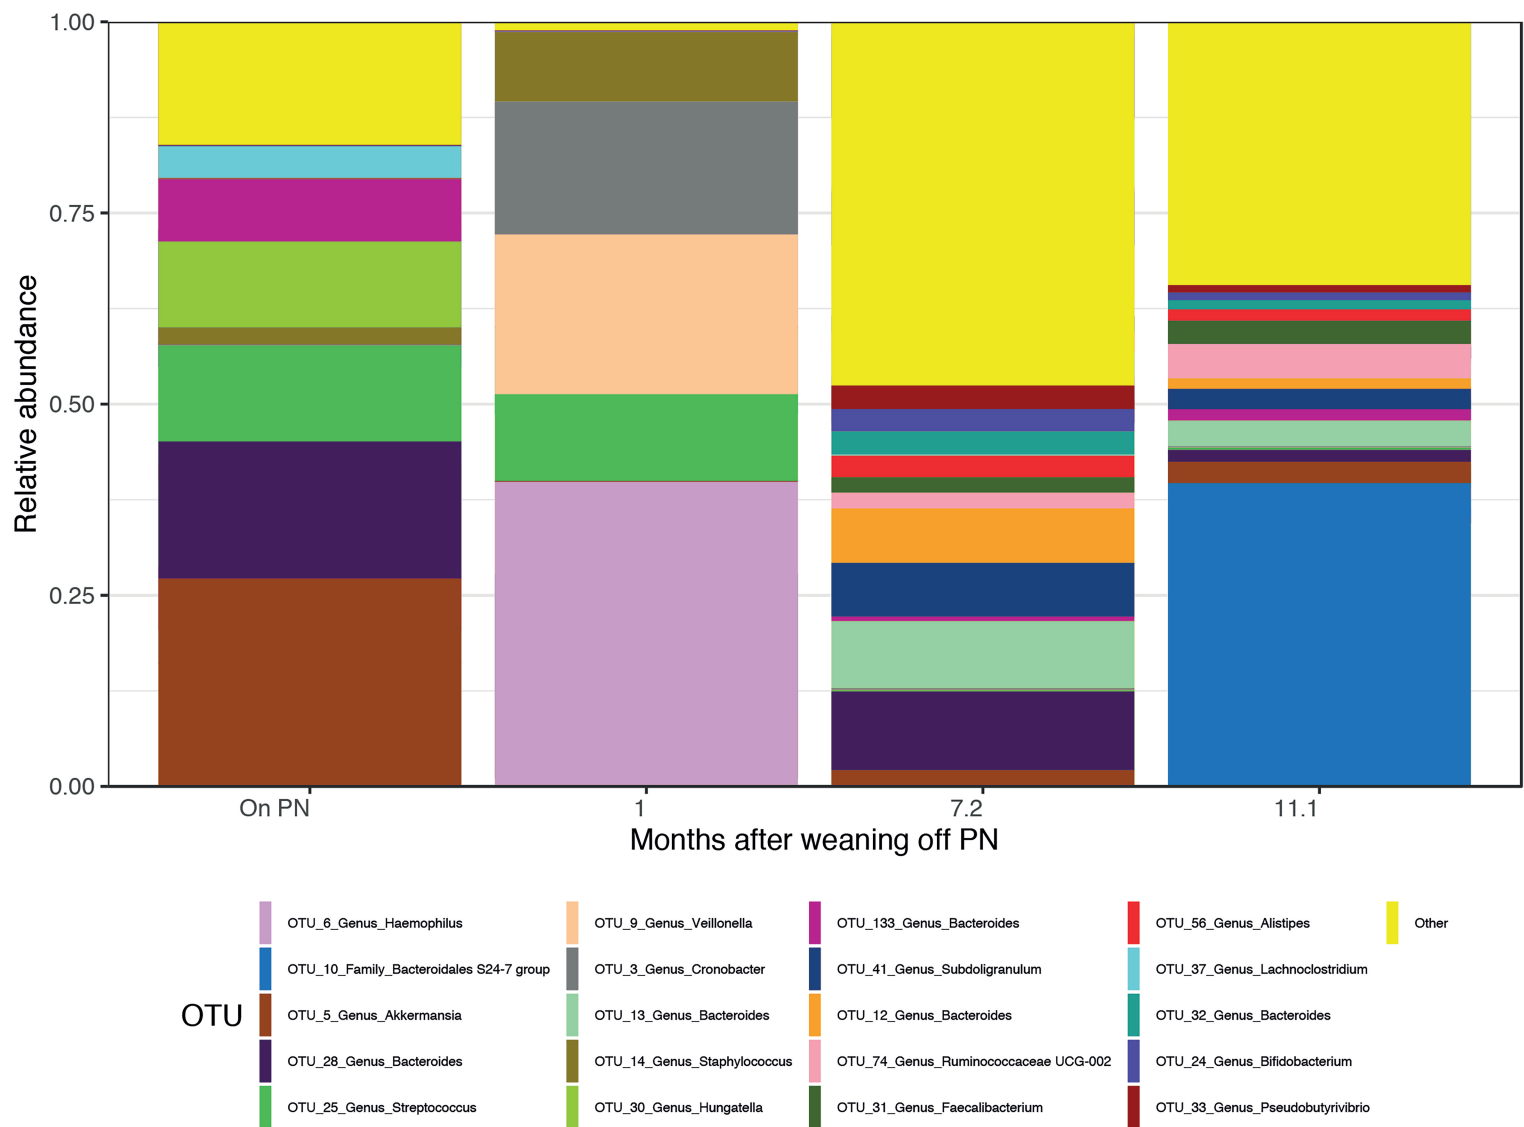 1.00
0.75
0.50
0.25
0.00
Relative abundance
On PN 1 7.2 11.1
Months after weaning off PN
OTU
OTU_6_Genus_Haemophilus
OTU_10_Family_Bacteroidales S24-7 group
OTU_5_Genus_Akkermansia
OTU_28_Genus_Bacteroides
OTU_25_Genus_Streptococcus
OTU_9_Genus_Veillonella
OTU_3_Genus_Cronobacter
OTU_13_Genus_Bacteroides
OTU_14_Genus_Staphylococcus
OTU_30_Genus_Hungatella
OTU_133_Genus_Bacteroides
OTU_41_Genus_Subdoligranulum
OTU_12_Genus_Bacteroides
OTU_74_Genus_Ruminococcaceae UCG-002
OTU_31_Genus_Faecalibacterium
OTU_56_Genus_Alistipes
OTU_37_Genus_Lachnoclostridium
OTU_32_Genus_Bacteroides
OTU_24_Genus_Bifidobacterium
OTU_33_Genus_Pseudobutyrivibrio
Other